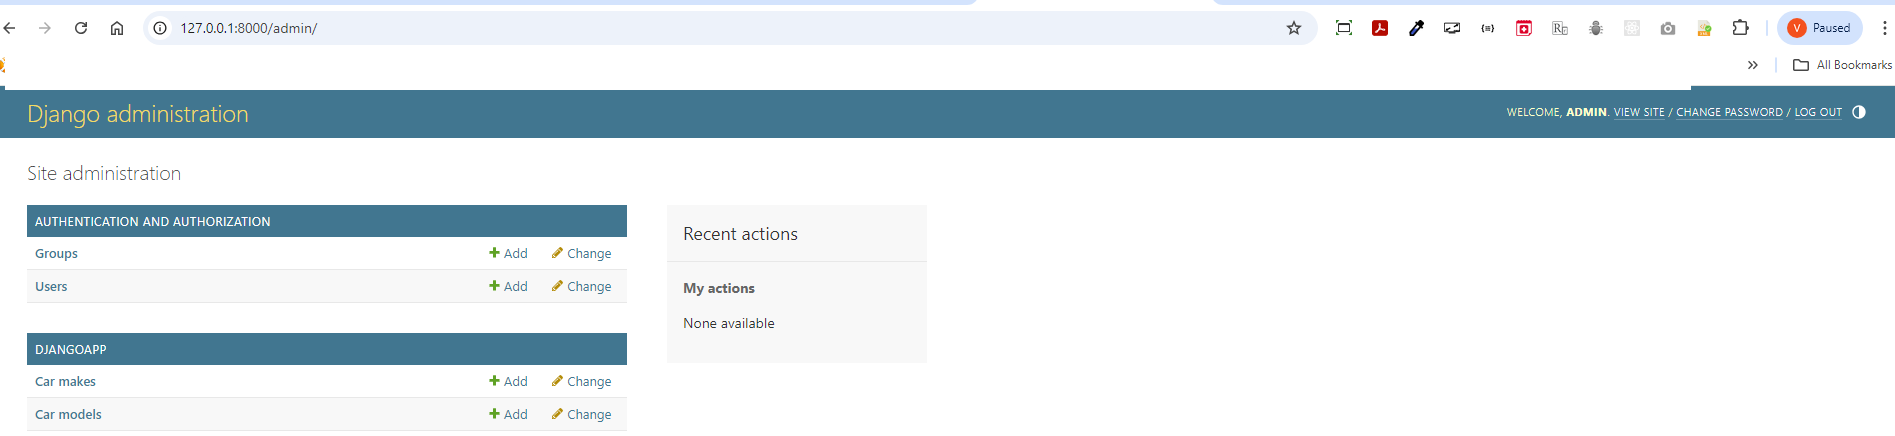 127.0.0.1:8000/admin/
V Paused
All Bookmarks
Django administration
WELCOME, ADMIN. VIEW SITE / CHANGE PASSWORD / LOG OUT
Site administration
AUTHENTICATION AND AUTHORIZATION
Groups Add Change
Users Add Change
DJANGOAPP
Car makes Add Change
Car models Add Change
Recent actions
My actions
None available